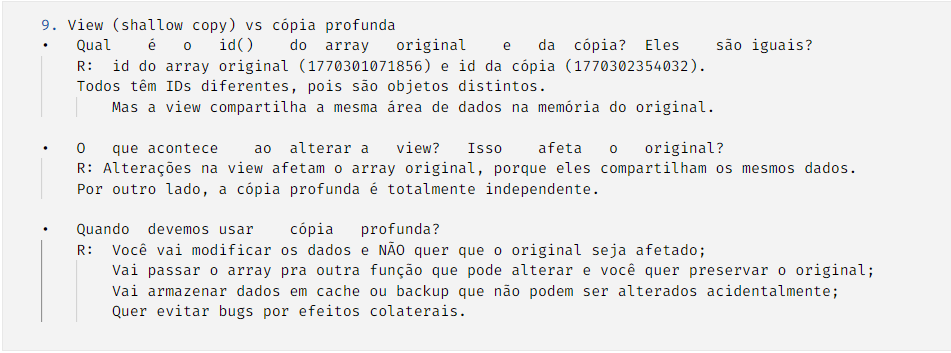 9. View (shallow copy) vs cópia profunda
• Qual é o id() do array original e da cópia? Eles são iguais?
R: id do array original (1770301071856) e id da cópia (1770302354032).
Todos têm IDs diferentes, pois são objetos distintos.
Mas a view compartilha a mesma área de dados na memória do original.
• O que acontece ao alterar a view? Isso afeta o original?
R: Alterações na view afetam o array original, porque eles compartilham os mesmos dados.
Por outro lado, a cópia profunda é totalmente independente.
• Quando devemos usar cópia profunda?
R: Você vai modificar os dados e NÃO quer que o original seja afetado;
Vai passar o array pra outra função que pode alterar e você quer preservar o original;
Vai armazenar dados em cache ou backup que não podem ser alterados acidentalmente;
Quer evitar bugs por efeitos colaterais.